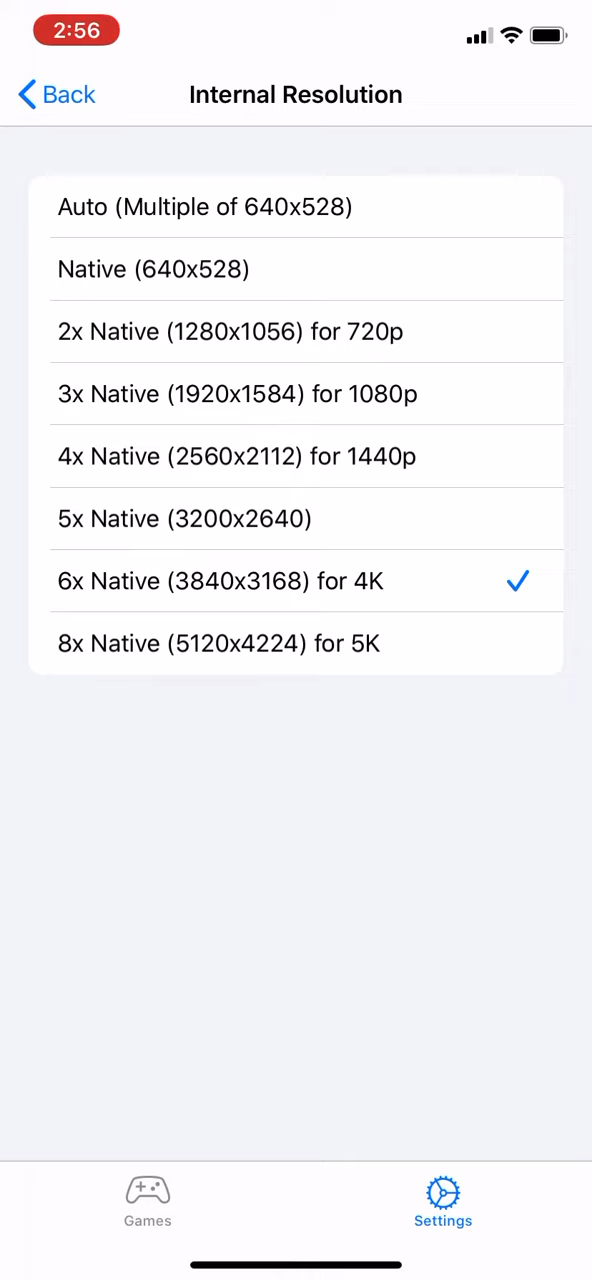 2:56
Back
Internal Resolution
Auto (Multiple of 640x528)
Native (640x528)
2x Native (1280x1056) for 720p
3x Native (1920x1584) for 1080p
4x Native (2560x2112) for 1440p
5x Native (3200x2640)
6x Native (3840x3168) for 4K
8x Native (5120x4224) for 5K
Games
Settings